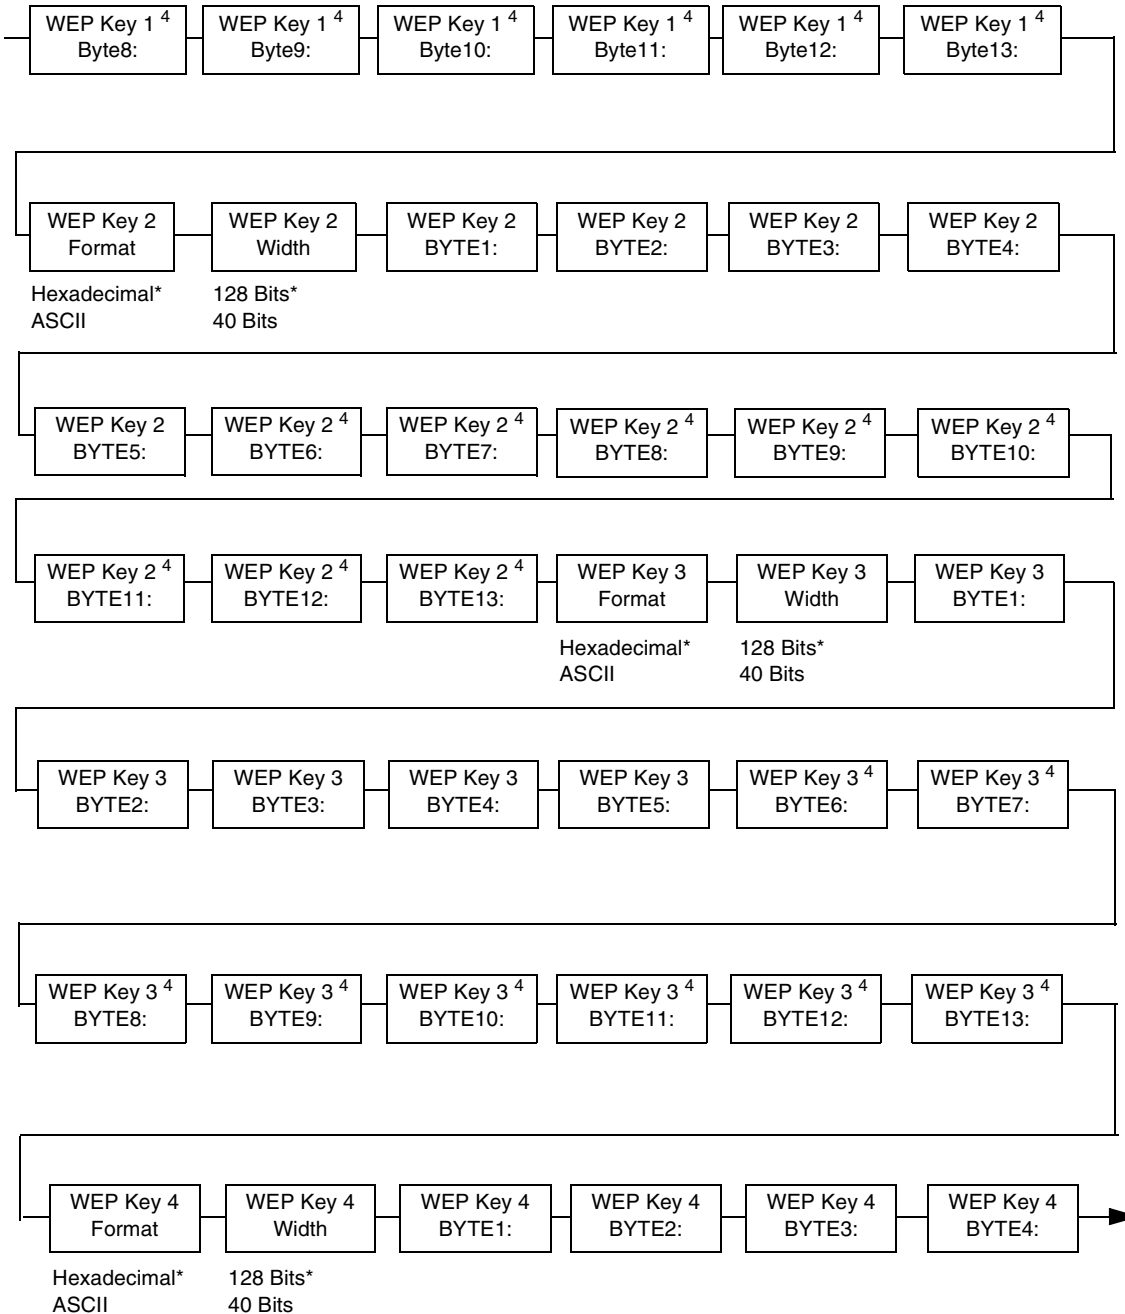 WEP Key 1 4
Byte8:
WEP Key 1 4
Byte9:
WEP Key 1 4
Byte10:
WEP Key 1 4
Byte11:
WEP Key 1 4
Byte12:
WEP Key 1 4
Byte13:
WEP Key 2
Format
Hexadecimal*
ASCII
WEP Key 2
Width
128 Bits*
40 Bits
WEP Key 2
BYTE1:
WEP Key 2
BYTE2:
WEP Key 2
BYTE3:
WEP Key 2
BYTE4:
WEP Key 2
BYTE5:
WEP Key 2 4
BYTE6:
WEP Key 2 4
BYTE7:
WEP Key 2 4
BYTE8:
WEP Key 2 4
BYTE9:
WEP Key 2 4
BYTE10:
WEP Key 2 4
BYTE11:
WEP Key 2 4
BYTE12:
WEP Key 2 4
BYTE13:
WEP Key 3
Format
Hexadecimal*
ASCII
WEP Key 3
Width
128 Bits*
40 Bits
WEP Key 3
BYTE1:
WEP Key 3
BYTE2:
WEP Key 3
BYTE3:
WEP Key 3
BYTE4:
WEP Key 3
BYTE5:
WEP Key 3 4
BYTE6:
WEP Key 3 4
BYTE7:
WEP Key 3 4
BYTE8:
WEP Key 3 4
BYTE9:
WEP Key 3 4
BYTE10:
WEP Key 3 4
BYTE11:
WEP Key 3 4
BYTE12:
WEP Key 3 4
BYTE13:
WEP Key 4
Format
Hexadecimal*
ASCII
WEP Key 4
Width
128 Bits*
40 Bits
WEP Key 4
BYTE1:
WEP Key 4
BYTE2:
WEP Key 4
BYTE3:
WEP Key 4
BYTE4: